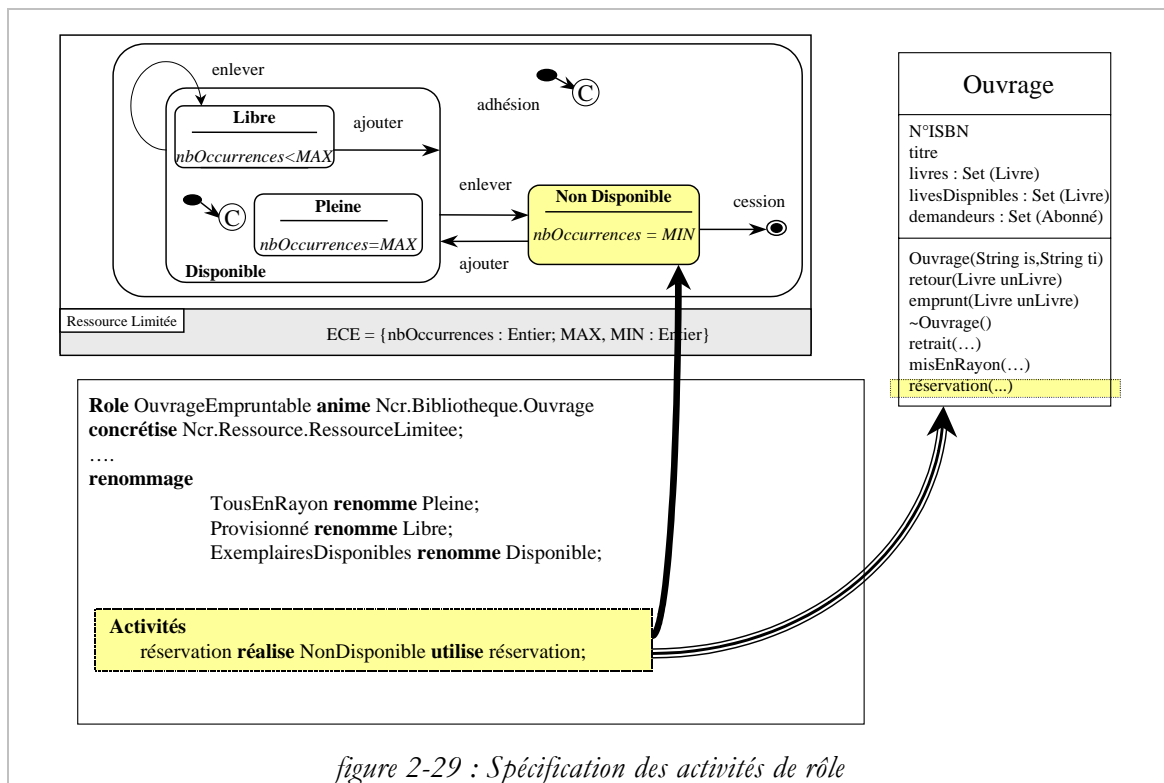 enlever
adhésion
C
Libre
nbOccurrences<MAX
ajouter
C
Pleine
nbOccurrences=MAX
Disponible
enlever
ajouter
Non Disponible
nbOccurrences = MIN
cession
Ressource Limitée
ECE = {nbOccurrences : Entier; MAX, MIN : Entier}
Ouvrage
N°ISBN
titre
livres : Set (Livre)
livesDispnibles : Set (Livre)
demandeurs : Set (Abonné)
Ouvrage(String is,String ti)
retour(Livre unLivre)
emprunt(Livre unLivre)
~Ouvrage()
retrait(…)
misEnRayon(…)
réservation(...)
Role OuvrageEmpruntable anime Ncr.Bibliotheque.Ouvrage
concrétise Ncr.Ressource.RessourceLimitee;
….
renommage
TousEnRayon renomme Pleine;
Provisionné renomme Libre;
ExemplairesDisponibles renomme Disponible;
Activités
réservation réalise NonDisponible utilise réservation;
figure 2-29 : Spécification des activités de rôle